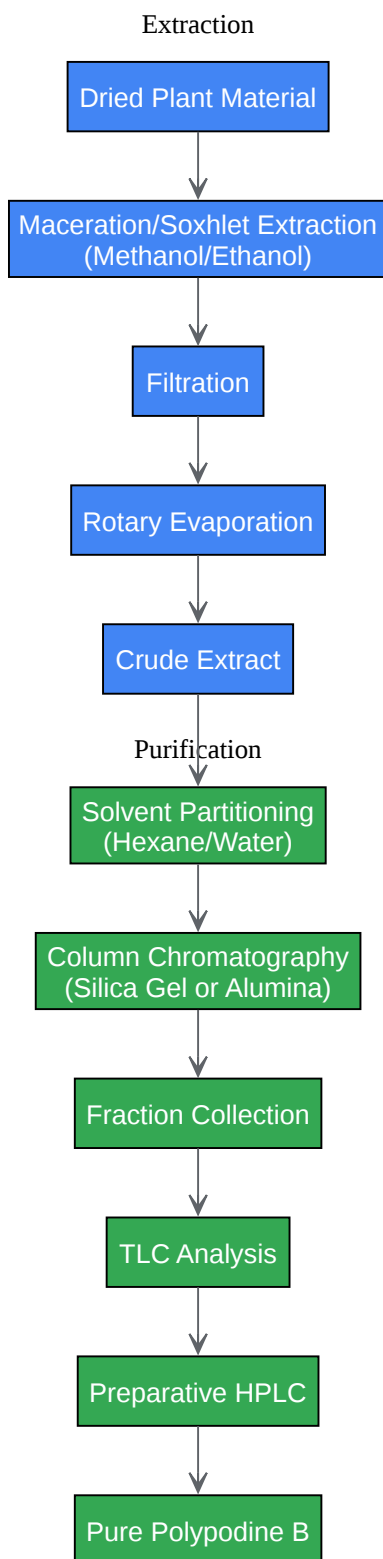 Extraction
Dried Plant Material
Maceration/Soxhlet Extraction
(Methanol/Ethanol)
Filtration
Rotary Evaporation
Crude Extract
Purification
Solvent Partitioning
(Hexane/Water)
Column Chromatography
(Silica Gel or Alumina)
Fraction Collection
TLC Analysis
Preparative HPLC
Pure Polypodine B